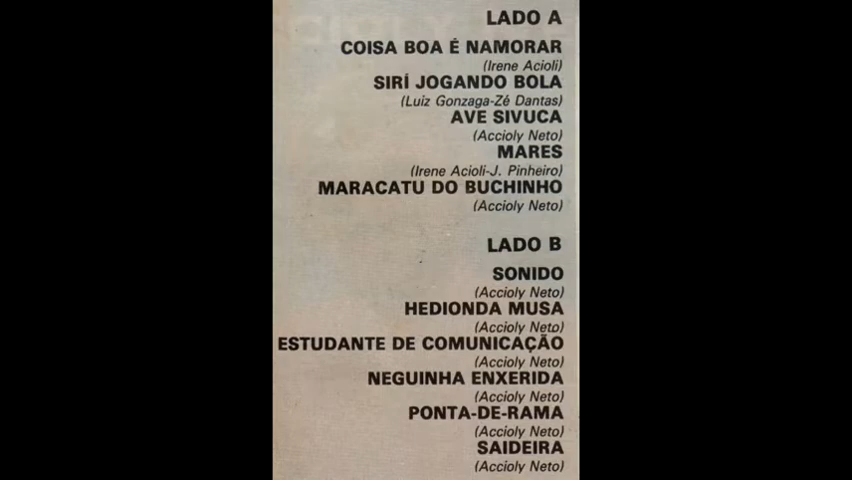 LADO A
COISA BOA É NAMORAR
(Irene Acioli)
SIRÍ JOGANDO BOLA
(Luiz Gonzaga-Zé Dantas)
AVE SIVUCA
(Accioly Neto)
MARES
(Irene Acioli-J. Pinheiro)
MARACATU DO BUCHINHO
(Accioly Neto)
LADO B
SONIDO
(Accioly Neto)
HEDIONDA MUSA
(Accioly Neto)
ESTUDANTE DE COMUNICAÇÃO
(Accioly Neto)
NEGUINHA ENXERIDA
(Accioly Neto)
PONTA-DE-RAMA
(Accioly Neto)
SAIDEIRA
(Accioly Neto)